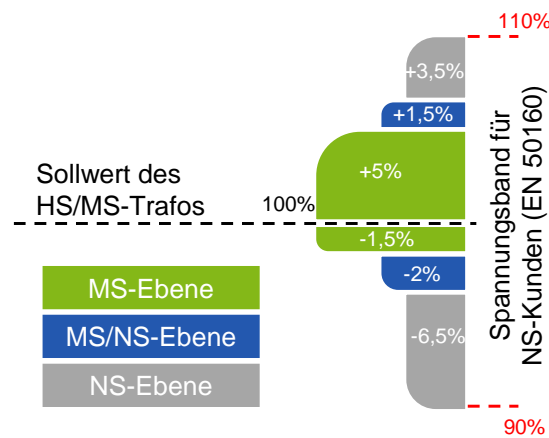 110%
+3,5%
+1,5%
+5%
Sollwert des
HS/MS-Trafos
100%
-1,5%
-2%
-6,5%
MS-Ebene
MS/NS-Ebene
NS-Ebene
Spannungsband für
NS-Kunden (EN 50160)
90%